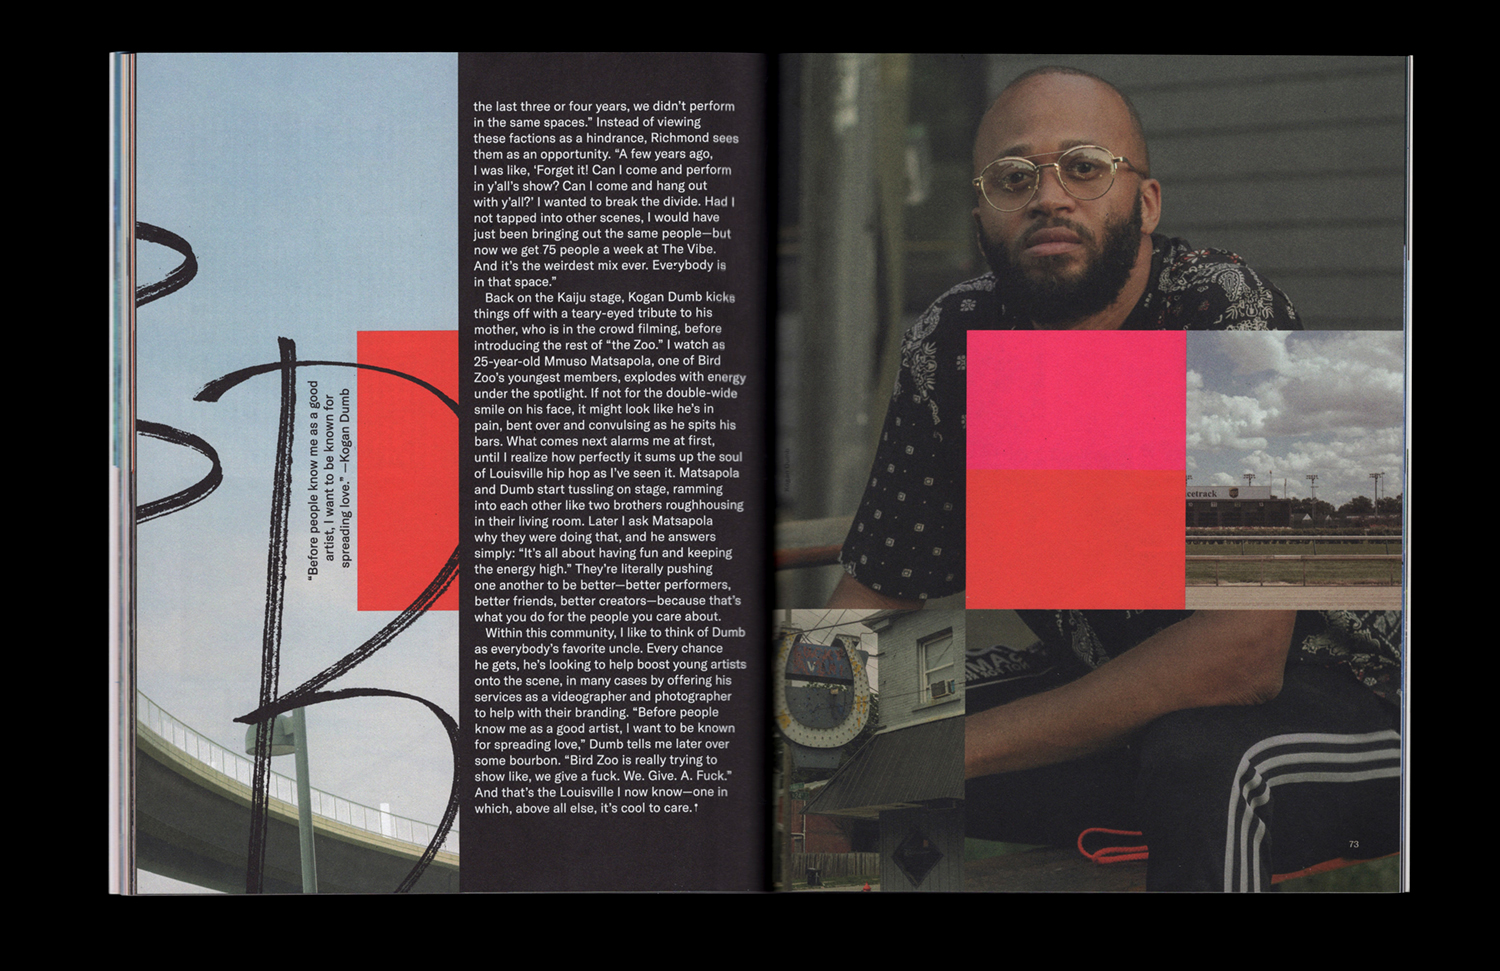 “Before people know me as a good
artist, I want to be known for
spreading love.” —Kogan Dumb
the last three or four years, we didn’t perform
in the same spaces.” Instead of viewing
these factions as a hindrance, Richmond sees
them as an opportunity. “A few years ago,
I was like, ‘Forget it! Can I come and perform
in y’all’s show? Can I come and hang out
with y’all?’ I wanted to break the divide. Had I
not tapped into other scenes, I would have
just been bringing out the same people—but
now we get 75 people a week at The Vibe.
And it’s the weirdest mix ever. Everybody is
in that space.”
Back on the Kaiju stage, Kogan Dumb kicks
things off with a teary-eyed tribute to his
mother, who is in the crowd filming, before
introducing the rest of “the Zoo.” I watch as
25-year-old Mmuso Matsapola, one of Bird
Zoo’s youngest members, explodes with energy
under the spotlight. If not for the double-wide
smile on his face, it might look like he’s in
pain, bent over and convulsing as he spits his
bars. What comes next alarms me at first,
until I realize how perfectly it sums up the soul
of Louisville hip hop as I’ve seen it. Matsapola
and Dumb start tussling on stage, ramming
into each other like two brothers roughhousing
in their living room. Later I ask Matsapola
why they were doing that, and he answers
simply: “It’s all about having fun and keeping
the energy high.” They’re literally pushing
one another to be better—better performers,
better friends, better creators—because that’s
what you do for the people you care about.
Within this community, I like to think of Dumb
as everybody’s favorite uncle. Every chance
he gets, he’s looking to help boost young artists
onto the scene, in many cases by offering his
services as a videographer and photographer
to help with their branding. “Before people
know me as a good artist, I want to be known
for spreading love,” Dumb tells me later over
some bourbon. “Bird Zoo is really trying to
show like, we give a fuck. We. Give. A. Fuck.”
And that’s the Louisville I now know—one in
which, above all else, it’s cool to care.↑
cetrack
73